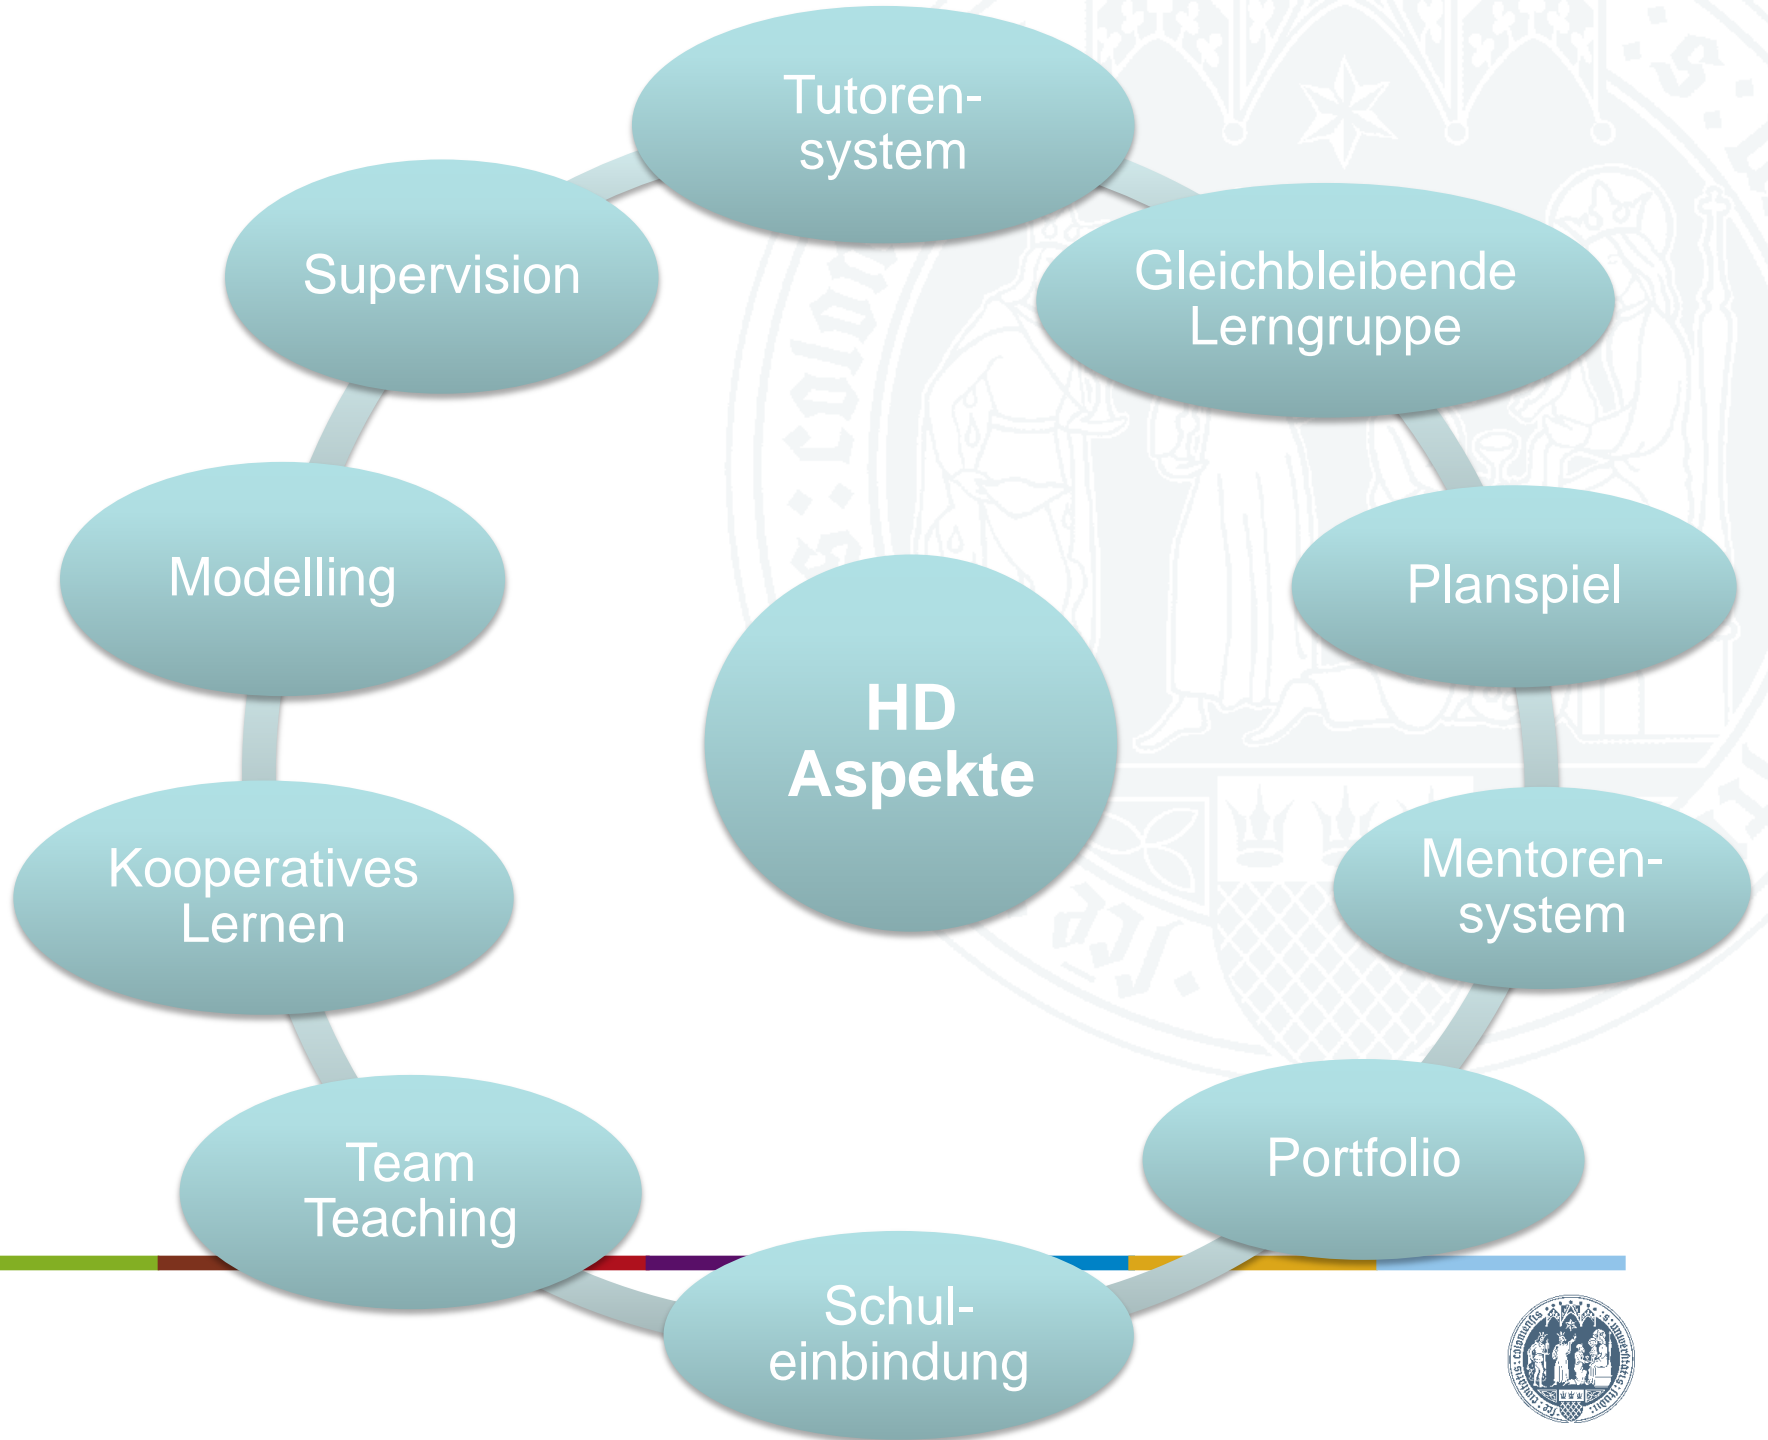 Tutoren-
system
Gleichbleibende
Lerngruppe
Planspiel
Mentoren-
system
Portfolio
Schul-
einbindung
Team
Teaching
Kooperatives
Lernen
Modelling
Supervision
HD
Aspekte